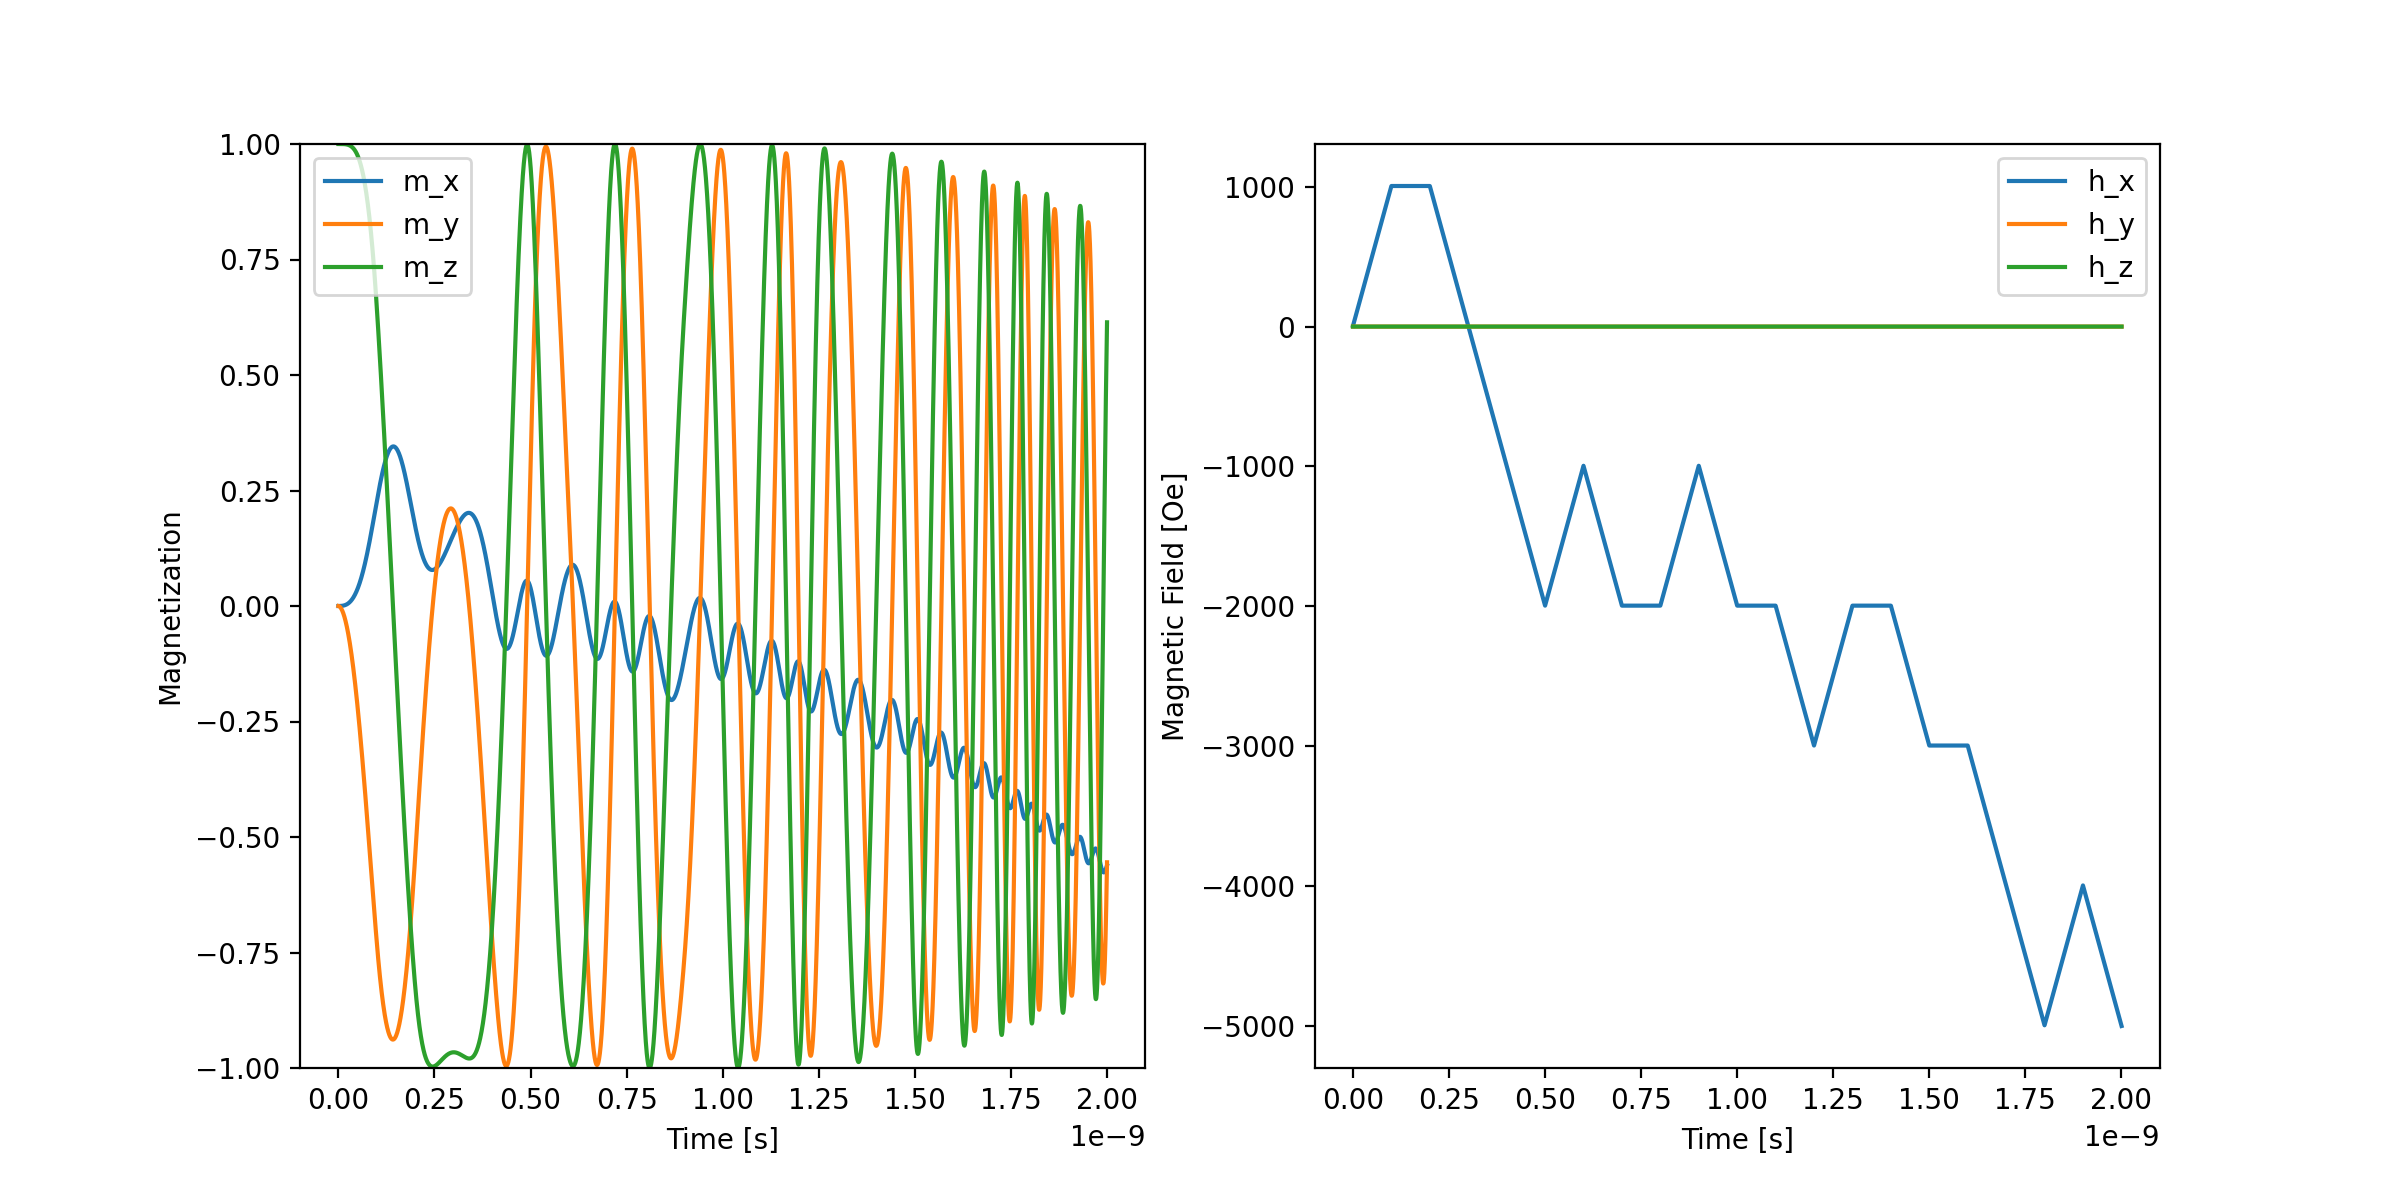 1.00
0.75
0.50
0.25
0.00
−0.25
−0.50
−0.75
−1.00
Magnetization
m_x
m_y
m_z
0.00 0.25 0.50 0.75 1.00 1.25 1.50 1.75 2.00
Time [s]
1e−9
1000
0
−1000
−2000
−3000
−4000
−5000
Magnetic Field [Oe]
h_x
h_y
h_z
0.00 0.25 0.50 0.75 1.00 1.25 1.50 1.75 2.00
Time [s]
1e−9